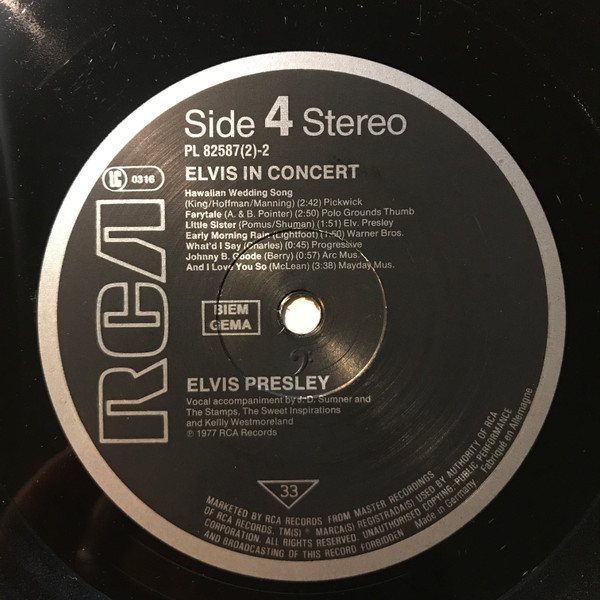 Side 4 Stereo
PL 82587(2)-2
ELVIS IN CONCERT
LC 0316
Hawaiian Wedding Song
(King/Hoffman/Manning) (2:42) Pickwick
Fairytale (A. & B. Pointer) (2:50) Polo Grounds Thumb
Little Sister (Pomus/Shuman) (1:51) Elv. Presley
Early Morning Rain (Lightfoot) (1:50) Warner Bros.
What'd I Say (Charles) (0:45) Progressive
Johnny B. Goode (Berry) (0:57) Arc Mus.
And I Love You So (McLean) (3:38) Mayday Mus.
RCA
BIEM
GEMA
ELVIS PRESLEY
Vocal accompaniment by J. D. Sumner and
The Stamps, The Sweet Inspirations
and Keilly Westmoreland
℗ 1977 RCA Records
33
MARKETED BY RCA RECORDS FROM MASTER RECORDINGS
OF RCA RECORDS. TM(S) ® MARCA(S) REGISTRADA(S) USED BY AUTHORITY OF RCA
CORPORATION. ALL RIGHTS RESERVED. UNAUTHORISED COPYING, PUBLIC PERFORMANCE
AND BROADCASTING OF THIS RECORD FORBIDDEN Made in Germany. Fabriqué en Allemagne